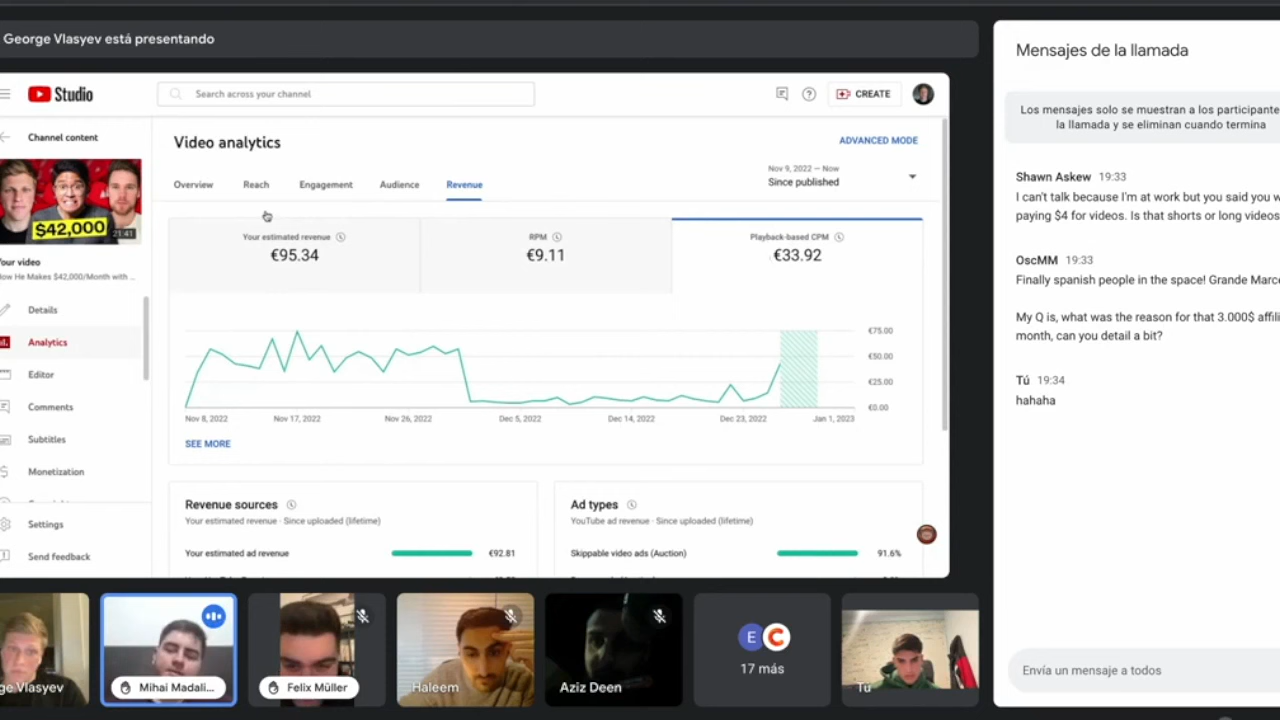 George Vlasyev está presentando
Studio
Search across your channel
CREATE
Channel content
$42,000
21:41
Your video
How He Makes $42,000/Month with ...
Details
Analytics
Editor
Comments
Subtitles
Monetization
Settings
Send feedback
Video analytics
ADVANCED MODE
Overview
Reach
Engagement
Audience
Revenue
Nov 9, 2022 – Now
Since published
Your estimated revenue
€95.34
RPM
€9.11
Playback-based CPM
€33.92
€75.00
€50.00
€25.00
€0.00
Nov 8, 2022
Nov 17, 2022
Nov 26, 2022
Dec 5, 2022
Dec 14, 2022
Dec 23, 2022
Jan 1, 2023
SEE MORE
Revenue sources
Your estimated revenue · Since uploaded (lifetime)
Your estimated ad revenue
€92.81
Ad types
YouTube ad revenue · Since uploaded (lifetime)
Skippable video ads (Auction)
91.6%
ge Vlasyev
Mihai Madali...
Felix Müller
Haleem
Aziz Deen
E
C
17 más
Tú
Mensajes de la llamada
Los mensajes solo se muestran a los participante
la llamada y se eliminan cuando termina
Shawn Askew 19:33
I can't talk because I'm at work but you said you w
paying $4 for videos. Is that shorts or long videos
OscMM 19:33
Finally spanish people in the space! Grande Marce
My Q is, what was the reason for that 3.000$ affili
month, can you detail a bit?
Tú 19:34
hahaha
Envía un mensaje a todos